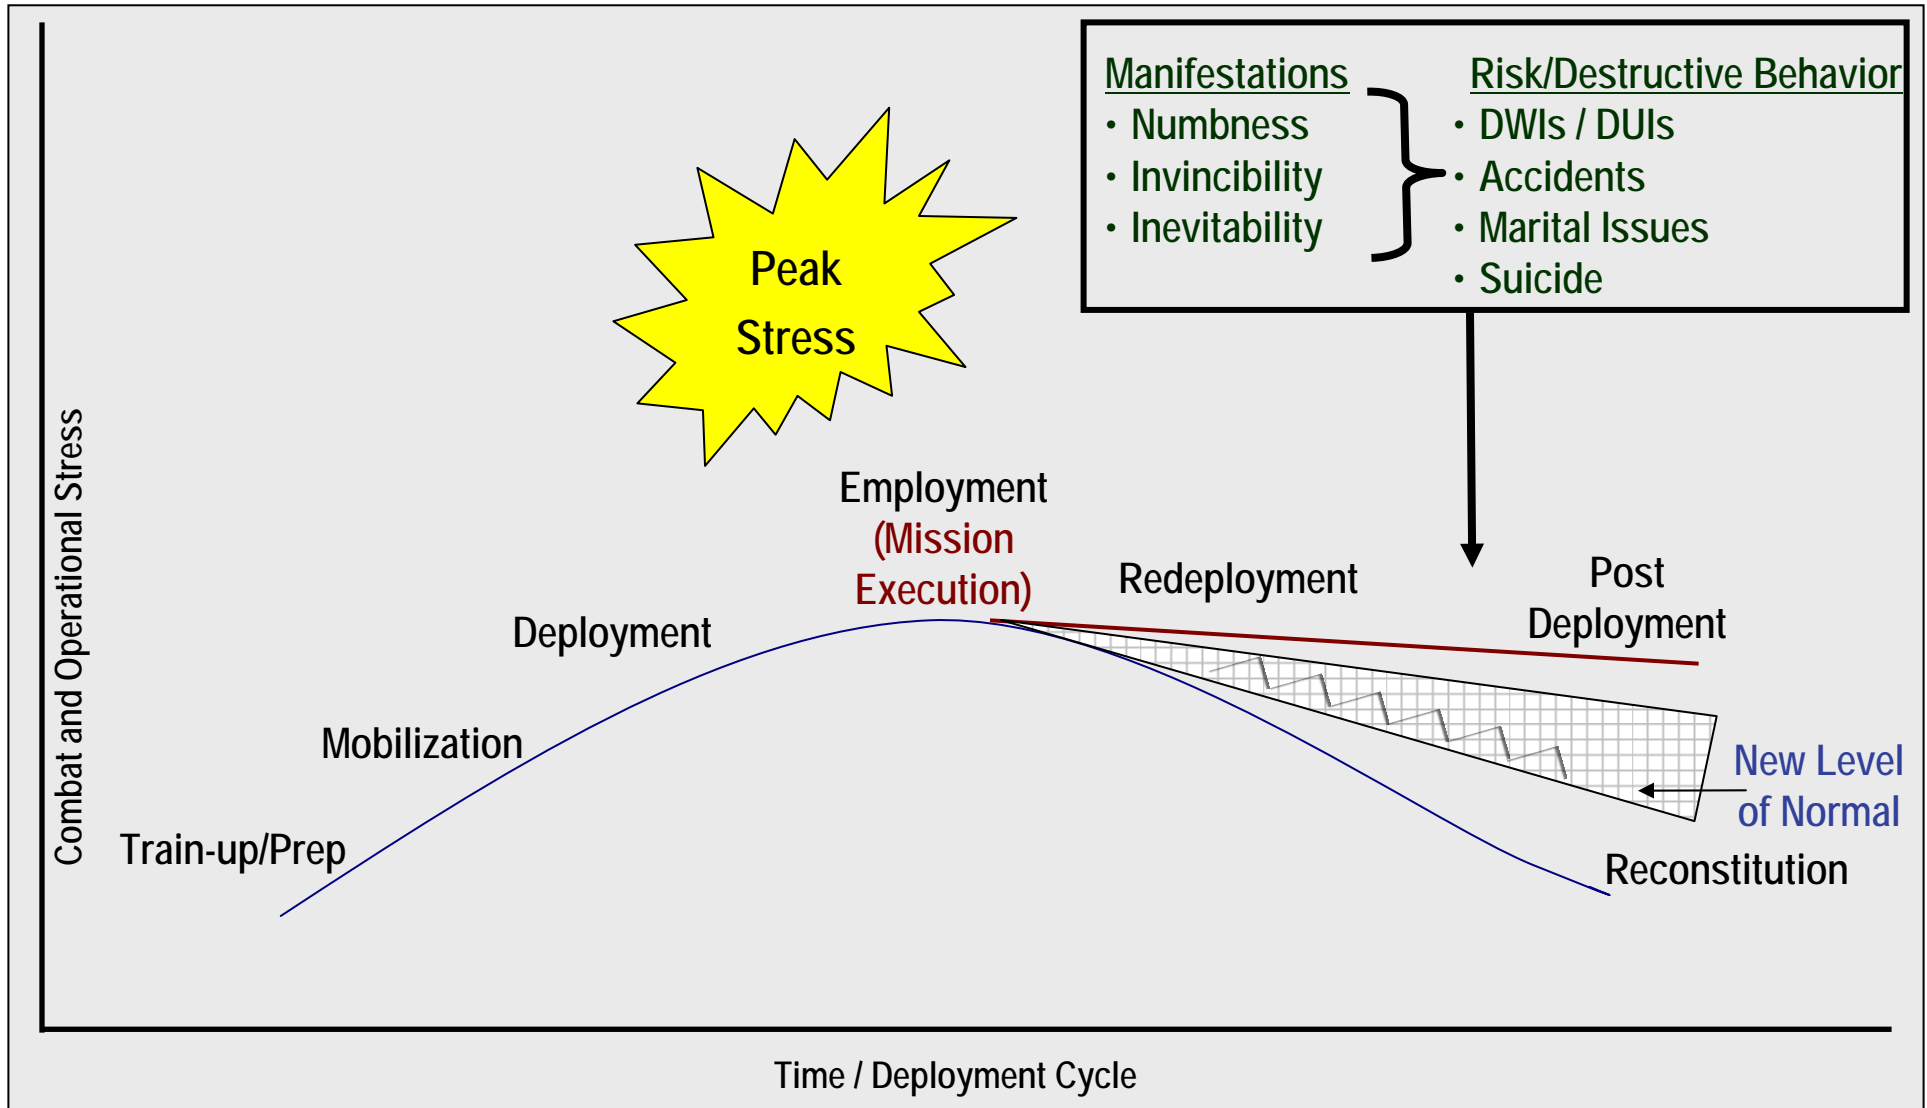 Manifestations
• Numbness
• Invincibility
• Inevitability
Risk/Destructive Behavior
• DWIs / DUIs
• Accidents
• Marital Issues
• Suicide
Peak
Stress
Employment
(Mission
Execution)
Redeployment
Post
Deployment
Deployment
Mobilization
Train-up/Prep
New Level
of Normal
Reconstitution
Combat and Operational Stress
Time / Deployment Cycle